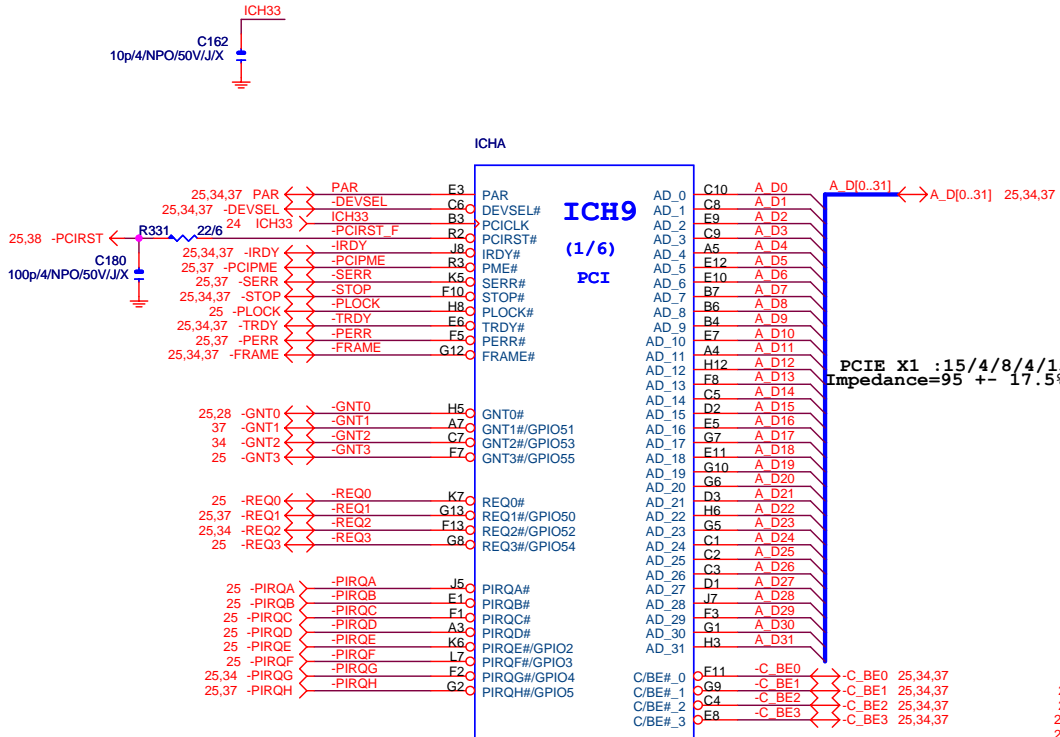 ICH33
C162
10p/4/NPO/50V/J/X
ICHA
ICH9
(1/6)
PCI
25,34,37 PAR PAR E3 PAR
25,34,37 -DEVSEL -DEVSEL C6 DEVSEL#
24 ICH33 ICH33 B3 PCICLK
25,38 -PCIRST R331 22/6 -PCIRST_F R2 PCIRST#
25,34,37 -IRDY -IRDY J8 IRDY#
C180
100p/4/NPO/50V/J/X
25,37 -PCIPME -PCIPME R3 PME#
25,37 -SERR -SERR K5 SERR#
25,34,37 -STOP -STOP F10 STOP#
25 -PLOCK -PLOCK H8 PLOCK#
25,34,37 -TRDY -TRDY E6 TRDY#
25,37 -PERR -PERR F5 PERR#
25,34,37 -FRAME -FRAME G12 FRAME#
25,28 -GNT0 -GNT0 H5 GNT0#
37 -GNT1 -GNT1 A7 GNT1#/GPIO51
34 -GNT2 -GNT2 C7 GNT2#/GPIO53
25 -GNT3 -GNT3 F7 GNT3#/GPIO55
25 -REQ0 -REQ0 K7 REQ0#
25,37 -REQ1 -REQ1 G13 REQ1#/GPIO50
25,34 -REQ2 -REQ2 F13 REQ2#/GPIO52
25 -REQ3 -REQ3 G8 REQ3#/GPIO54
25 -PIRQA -PIRQA J5 PIRQA#
25 -PIRQB -PIRQB E1 PIRQB#
25 -PIRQC -PIRQC F1 PIRQC#
25 -PIRQD -PIRQD A3 PIRQD#
25 -PIRQE -PIRQE K6 PIRQE#/GPIO2
25 -PIRQF -PIRQF L7 PIRQF#/GPIO3
25,34 -PIRQG -PIRQG F2 PIRQG#/GPIO4
25,37 -PIRQH -PIRQH G2 PIRQH#/GPIO5
AD_0 C10 A_D0 A_D[0..31] A_D[0..31] 25,34,37
AD_1 C8 A_D1
AD_2 E9 A_D2
AD_3 C9 A_D3
AD_4 A5 A_D4
AD_5 E12 A_D5
AD_6 E10 A_D6
AD_7 B7 A_D7
AD_8 B6 A_D8
AD_9 B4 A_D9
AD_10 E7 A_D10
AD_11 A4 A_D11
AD_12 H12 A_D12
AD_13 F8 A_D13
AD_14 C5 A_D14
AD_15 D2 A_D15
AD_16 E5 A_D16
AD_17 G7 A_D17
AD_18 E11 A_D18
AD_19 G10 A_D19
AD_20 G6 A_D20
AD_21 D3 A_D21
AD_22 H6 A_D22
AD_23 G5 A_D23
AD_24 C1 A_D24
AD_25 C2 A_D25
AD_26 C3 A_D26
AD_27 D1 A_D27
AD_28 J7 A_D28
AD_29 F3 A_D29
AD_30 G1 A_D30
AD_31 H3 A_D31
PCIE X1 :15/4/8/4/1
Impedance=95 +- 17.5%
C/BE#_0 F11 -C_BE0 -C_BE0 25,34,37
C/BE#_1 G9 -C_BE1 -C_BE1 25,34,37
C/BE#_2 C4 -C_BE2 -C_BE2 25,34,37
C/BE#_3 E8 -C_BE3 -C_BE3 25,34,37